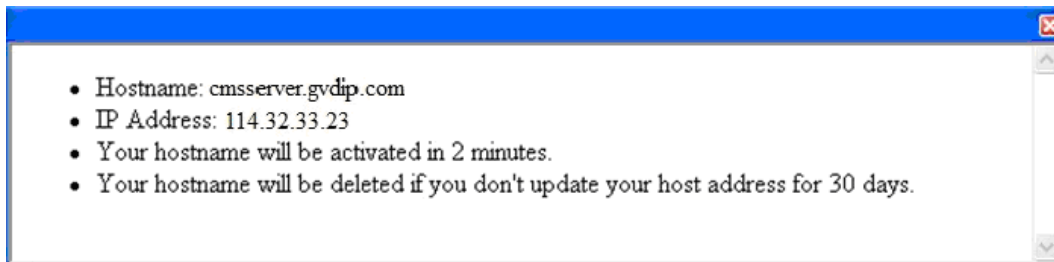 Hostname: cmsserver.gvdip.com
IP Address: 114.32.33.23
Your hostname will be activated in 2 minutes.
Your hostname will be deleted if you don't update your host address for 30 days.